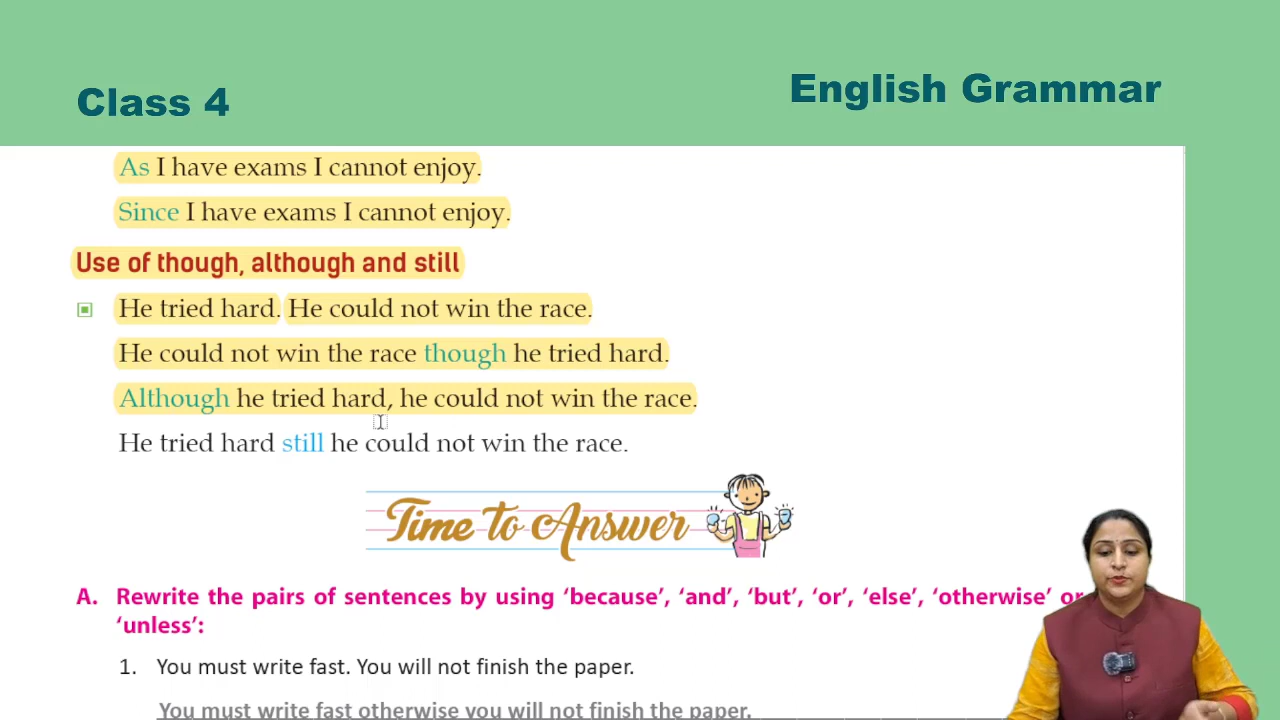 Class 4
English Grammar
As I have exams I cannot enjoy.
Since I have exams I cannot enjoy.
Use of though, although and still
He tried hard. He could not win the race.
He could not win the race though he tried hard.
Although he tried hard, he could not win the race.
He tried hard still he could not win the race.
Time to Answer
A. Rewrite the pairs of sentences by using ‘because’, ‘and’, ‘but’, ‘or’, ‘else’, ‘otherwise’ or
‘unless’:
1. You must write fast. You will not finish the paper.
You must write fast otherwise you will not finish the paper.